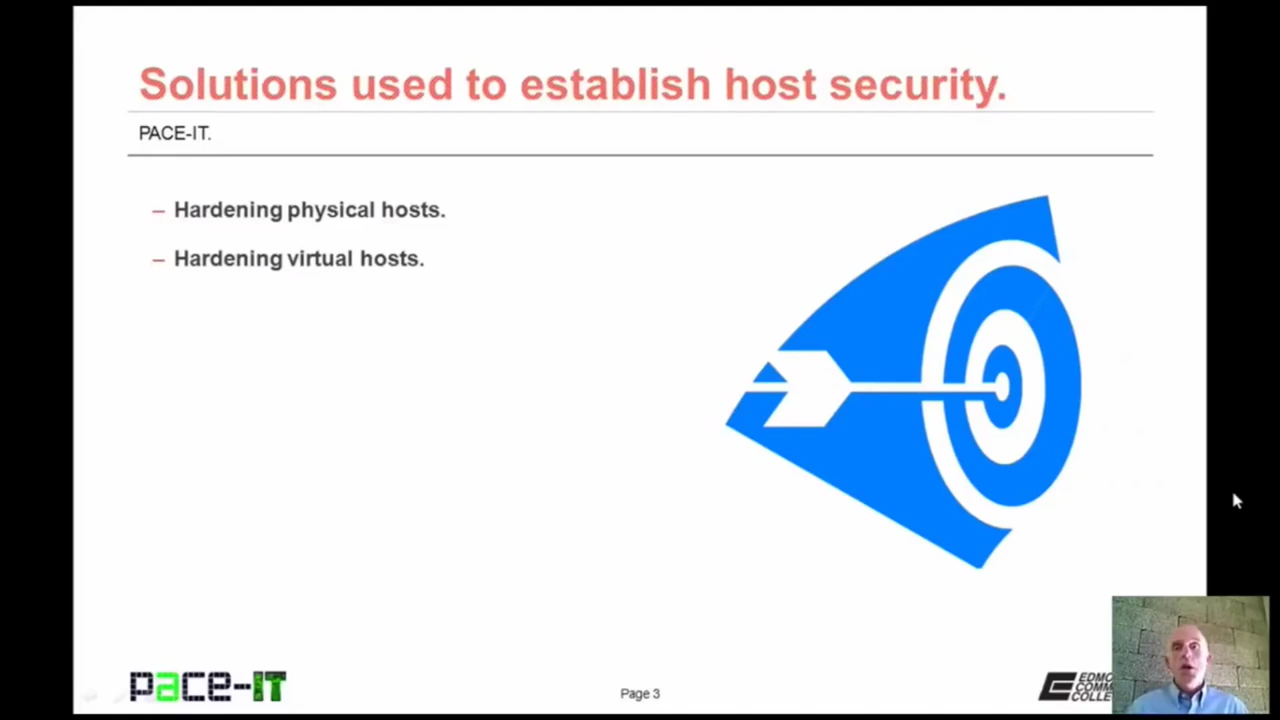 Solutions used to establish host security.
PACE-IT.
– Hardening physical hosts.
– Hardening virtual hosts.
pace-IT
Page 3